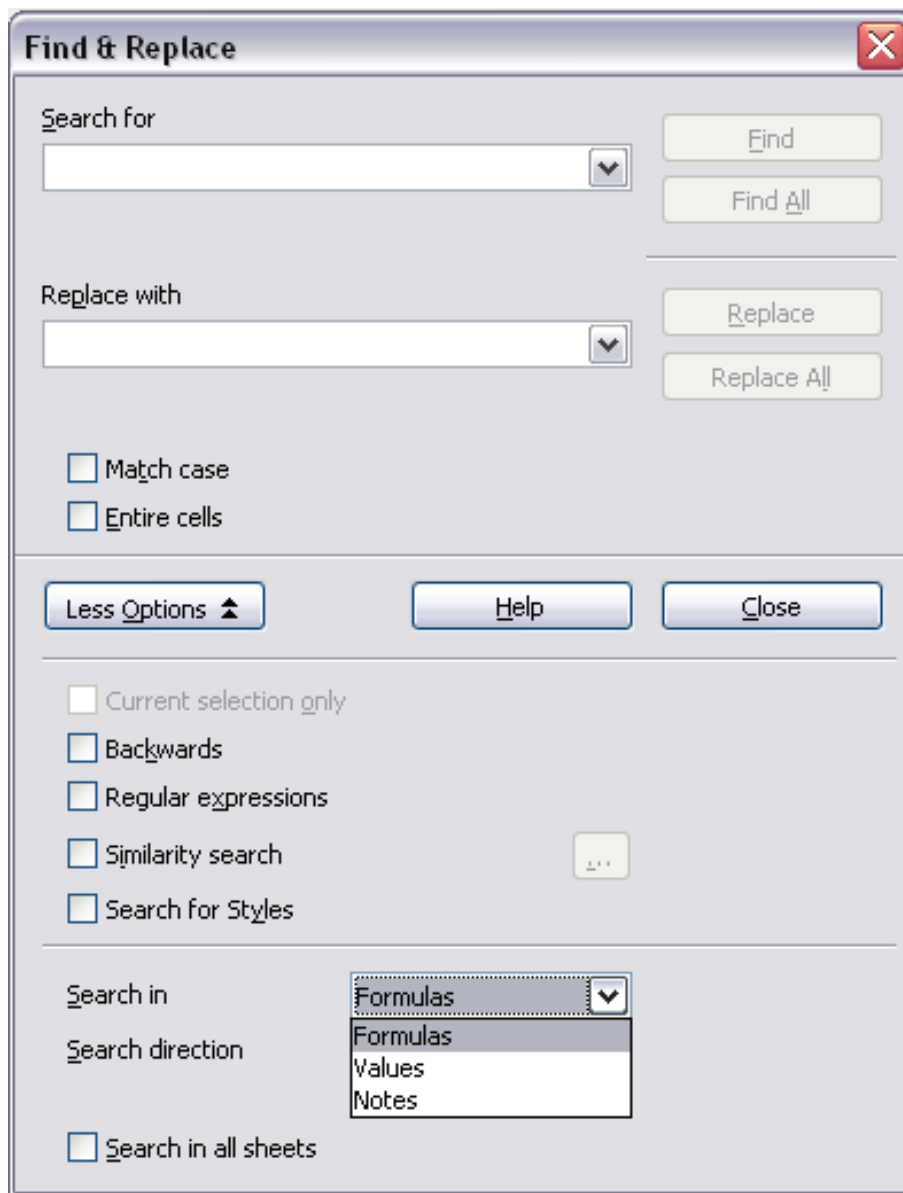 Find & Replace
Search for
Find
Find All
Replace with
Replace
Replace All
Match case
Entire cells
Less Options
Help
Close
Current selection only
Backwards
Regular expressions
Similarity search
...
Search for Styles
Search in
Formulas
Formulas
Search direction
Values
Notes
Search in all sheets